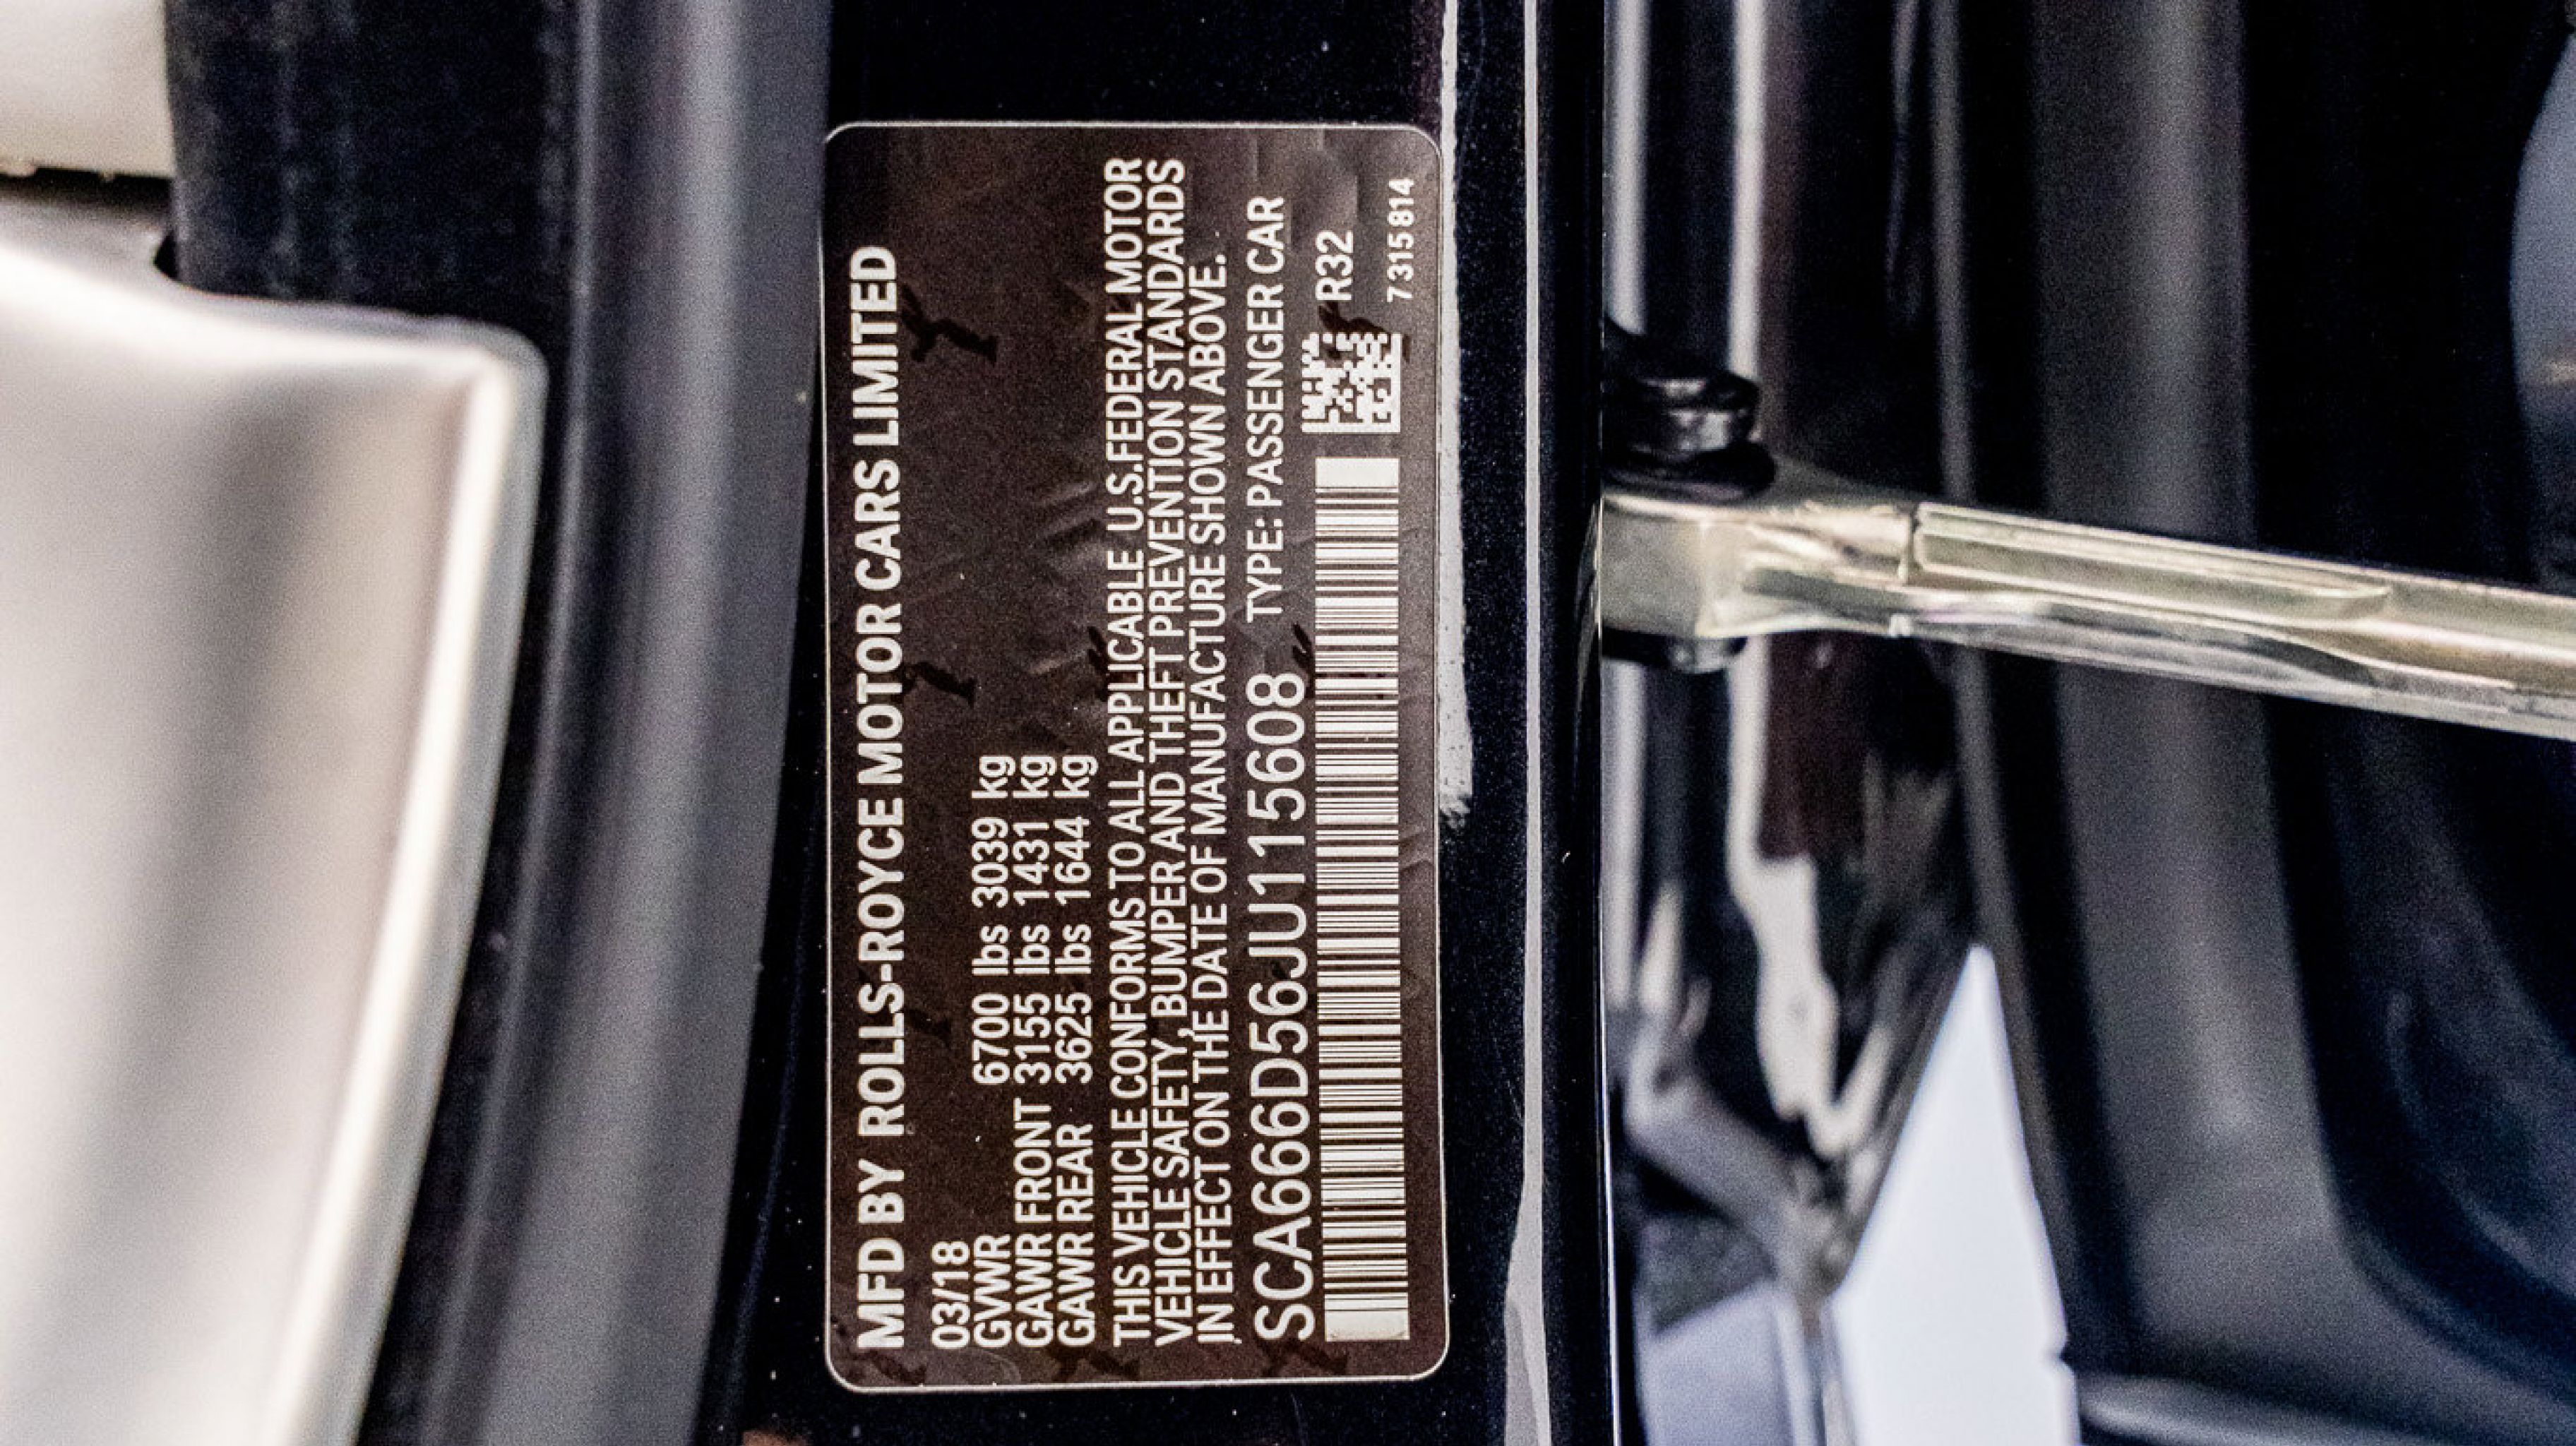 MFD BY ROLLS-ROYCE MOTOR CARS LIMITED
03/18
GVWR 6700 lbs 3039 kg
GAWR FRONT 3155 lbs 1431 kg
GAWR REAR 3625 lbs 1644 kg
THIS VEHICLE CONFORMS TO ALL APPLICABLE U.S. FEDERAL MOTOR
VEHICLE SAFETY, BUMPER AND THEFT PREVENTION STANDARDS
IN EFFECT ON THE DATE OF MANUFACTURE SHOWN ABOVE.
SCA666D56JU115608 TYPE: PASSENGER CAR
R32
7315814